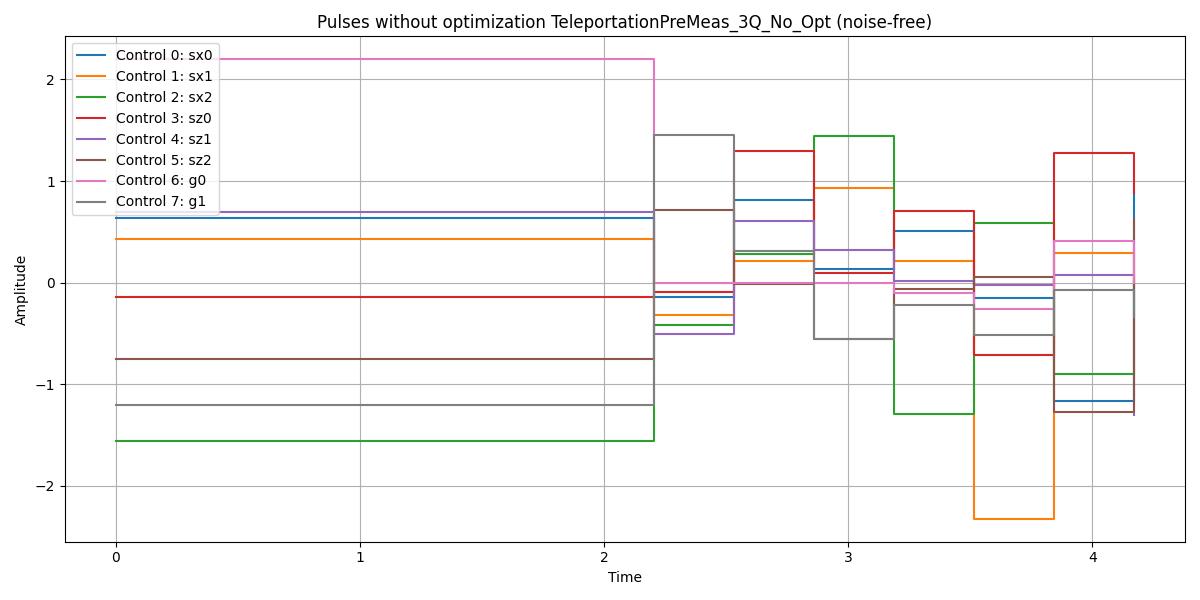 Pulses without optimization TeleportationPreMeas_3Q_No_Opt (noise-free)
Control 0: sx0
Control 1: sx1
Control 2: sx2
Control 3: sz0
Control 4: sz1
Control 5: sz2
Control 6: g0
Control 7: g1
Amplitude
2
1
0
−1
−2
0 1 2 3 4
Time